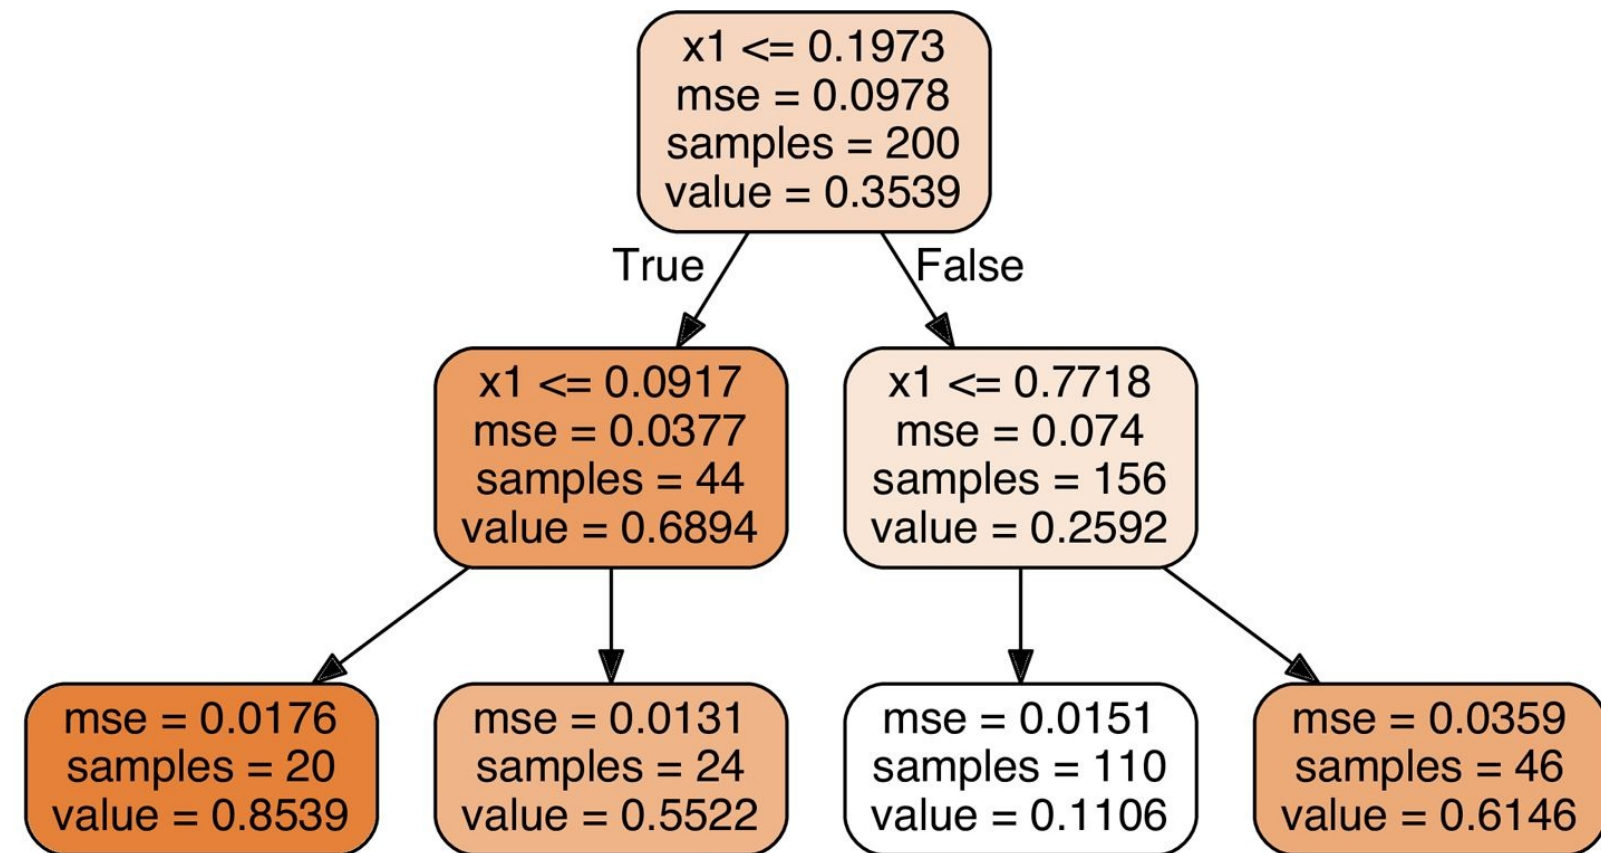 x1 <= 0.1973
mse = 0.0978
samples = 200
value = 0.3539
True
False
x1 <= 0.0917
mse = 0.0377
samples = 44
value = 0.6894
x1 <= 0.7718
mse = 0.074
samples = 156
value = 0.2592
mse = 0.0176
samples = 20
value = 0.8539
mse = 0.0131
samples = 24
value = 0.5522
mse = 0.0151
samples = 110
value = 0.1106
mse = 0.0359
samples = 46
value = 0.6146